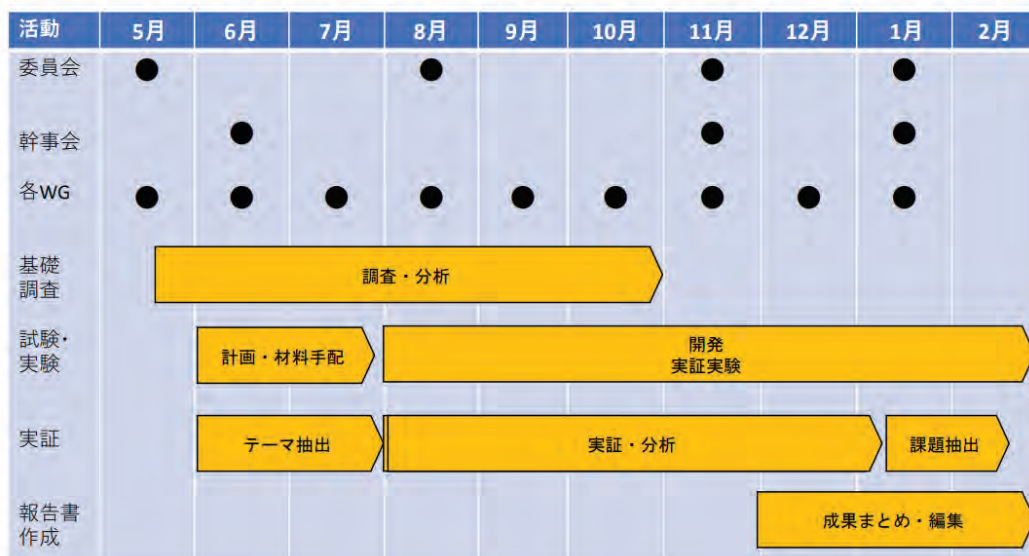 活動 5月 6月 7月 8月 9月 10月 11月 12月 1月 2月
委員会
幹事会
各WG
基礎
調査
調査・分析
試験・
実験
計画・材料手配
開発
実証実験
実証
テーマ抽出
実証・分析
課題抽出
報告書
作成
成果まとめ・編集